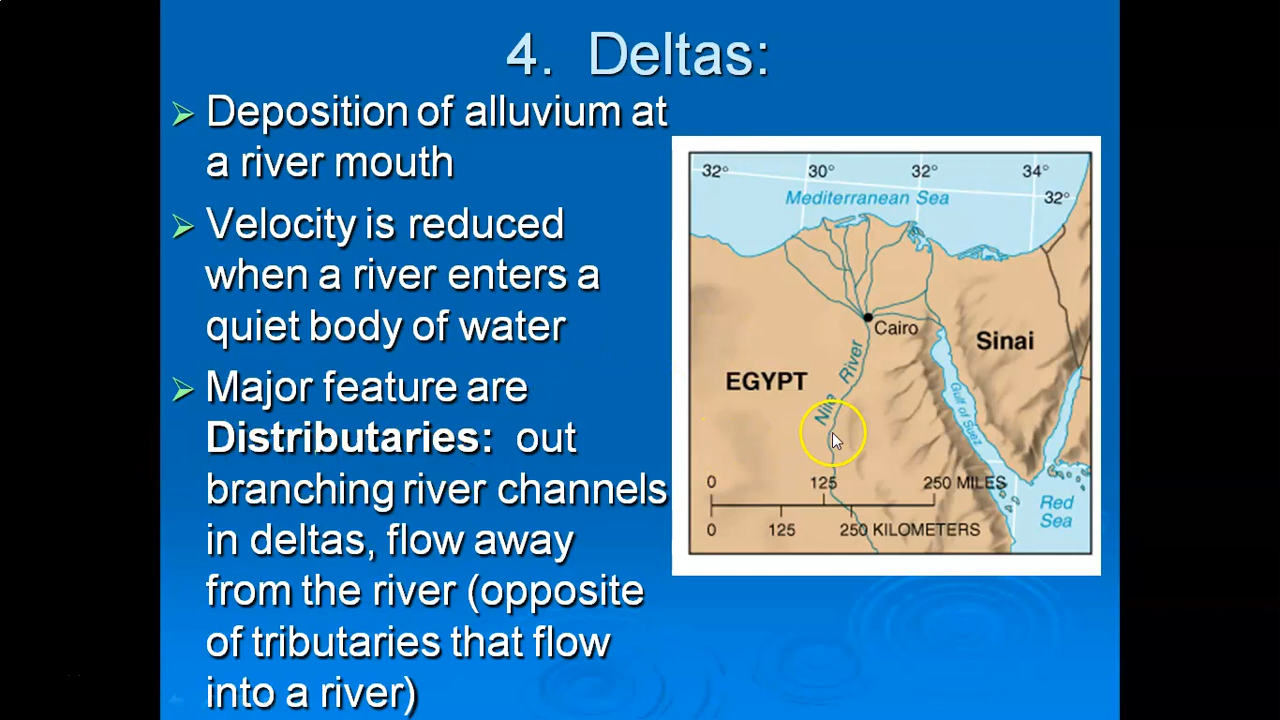 4. Deltas:
Deposition of alluvium at
a river mouth
Velocity is reduced
when a river enters a
quiet body of water
Major feature are
Distributaries: out
branching river channels
in deltas, flow away
from the river (opposite
of tributaries that flow
into a river)
32° 30° 32° 34°
Mediterranean Sea
32°
Cairo
Sinai
EGYPT
Nile River
Gulf of Suez
Red
Sea
0 125 250 MILES
0 125 250 KILOMETERS